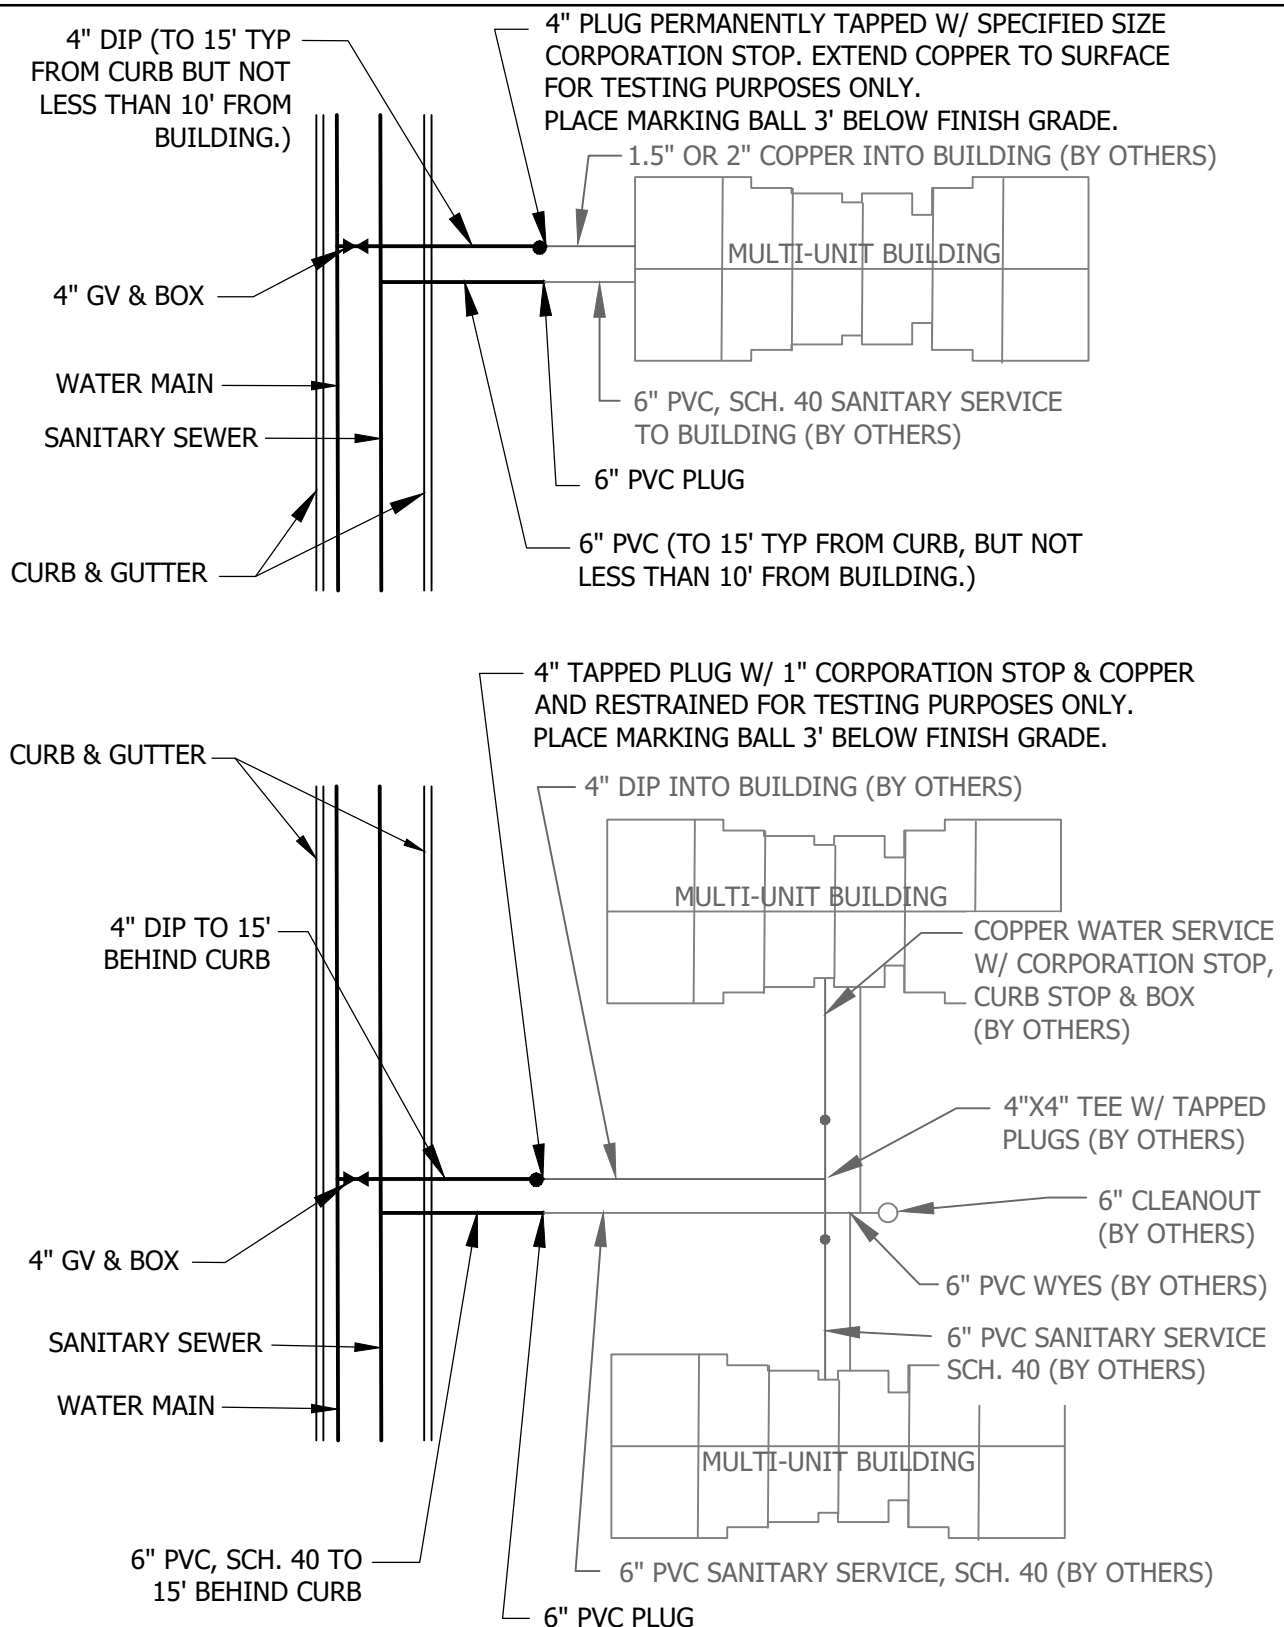 4" DIP (TO 15' TYP
FROM CURB BUT NOT
LESS THAN 10' FROM
BUILDING.)
4" PLUG PERMANENTLY TAPPED W/ SPECIFIED SIZE
CORPORATION STOP. EXTEND COPPER TO SURFACE
FOR TESTING PURPOSES ONLY.
PLACE MARKING BALL 3' BELOW FINISH GRADE.
1.5" OR 2" COPPER INTO BUILDING (BY OTHERS)
MULTI-UNIT BUILDING
4" GV & BOX
WATER MAIN
SANITARY SEWER
6" PVC, SCH. 40 SANITARY SERVICE
TO BUILDING (BY OTHERS)
6" PVC PLUG
6" PVC (TO 15' TYP FROM CURB, BUT NOT
LESS THAN 10' FROM BUILDING.)
CURB & GUTTER
4" TAPPED PLUG W/ 1" CORPORATION STOP & COPPER
AND RESTRAINED FOR TESTING PURPOSES ONLY.
PLACE MARKING BALL 3' BELOW FINISH GRADE.
CURB & GUTTER
4" DIP INTO BUILDING (BY OTHERS)
MULTI-UNIT BUILDING
4" DIP TO 15'
BEHIND CURB
COPPER WATER SERVICE
W/ CORPORATION STOP,
CURB STOP & BOX
(BY OTHERS)
4"X4" TEE W/ TAPPED
PLUGS (BY OTHERS)
6" CLEANOUT
(BY OTHERS)
4" GV & BOX
6" PVC WYES (BY OTHERS)
SANITARY SEWER
6" PVC SANITARY SERVICE
SCH. 40 (BY OTHERS)
WATER MAIN
MULTI-UNIT BUILDING
6" PVC, SCH. 40 TO
15' BEHIND CURB
6" PVC SANITARY SERVICE, SCH. 40 (BY OTHERS)
6" PVC PLUG